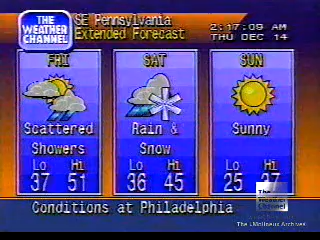 THE
WEATHER
CHANNEL
SE Pennsylvania
Extended Forecast
2:17:09 AM
THU DEC 14
FRI
SAT
SUN
Scattered
Showers
Rain &
Snow
Sunny
Lo Hi
37 51
Lo Hi
36 45
Lo Hi
25
The
Weather
Channel
Conditions at Philadelphia
The UMolineux Archives